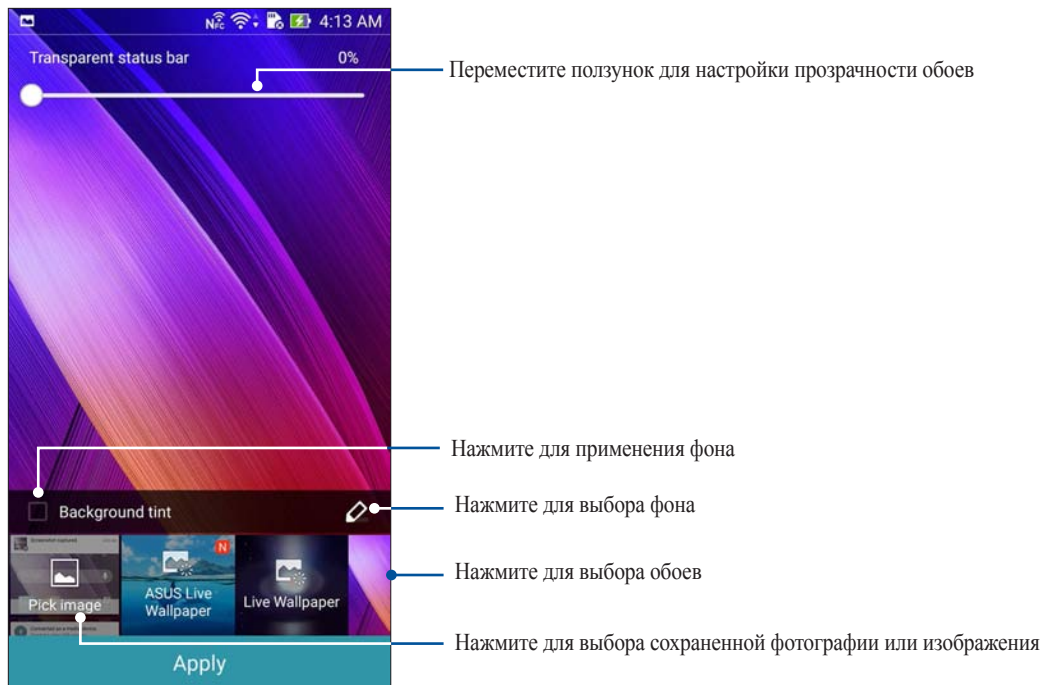 NFC 4:13 AM
Transparent status bar 0%
Переместите ползунок для настройки прозрачности обоев
Нажмите для применения фона
Background tint
Нажмите для выбора фона
N
Pick image
ASUS Live
Wallpaper
Live Wallpaper
Нажмите для выбора обоев
Нажмите для выбора сохраненной фотографии или изображения
Apply